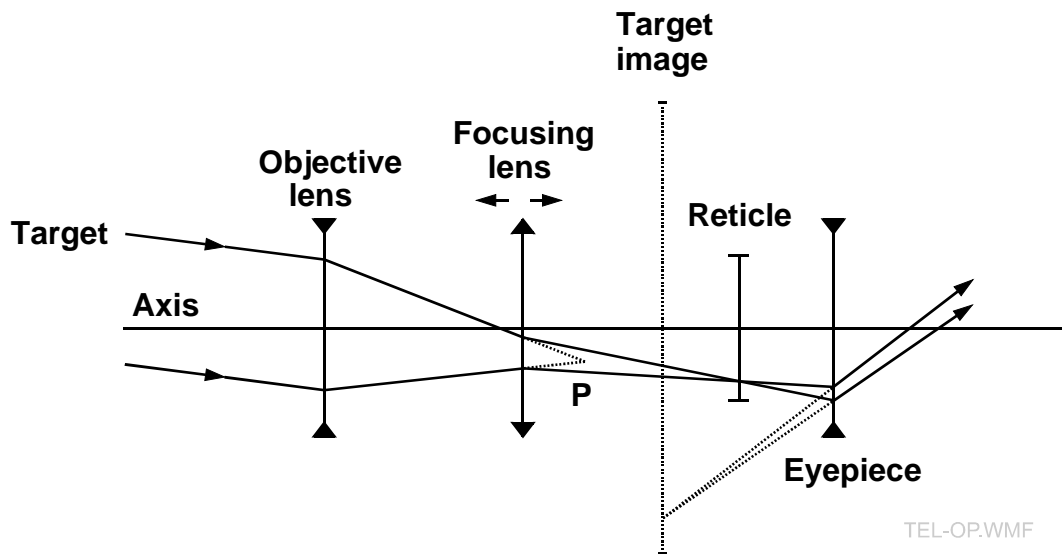 Target
image
Focusing
lens
Objective
lens
Reticle
Target
Axis
P
Eyepiece
TEL-OP.WMF